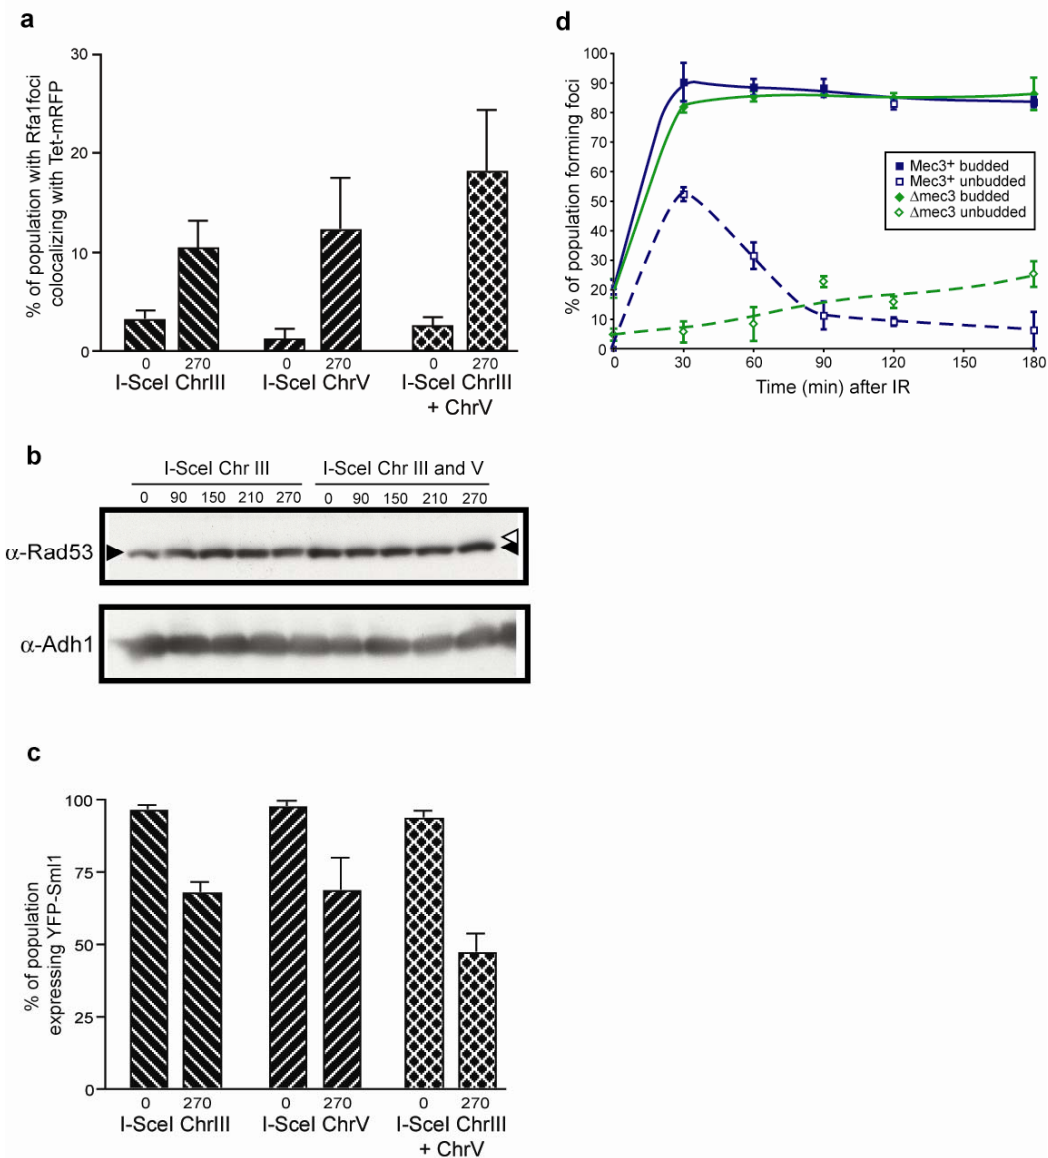 a
% of population with Rfa1foci
colocalizing with Tet-mRFP
30
20
10
0
0 270 0 270 0 270
I-SceI ChrIII I-SceI ChrV I-SceI ChrIII
+ ChrV
b
I-SceI Chr III I-SceI Chr III and V
0 90 150 210 270 0 90 150 210 270
α-Rad53
α-Adh1
c
% of population
expressing YFP-Sml1
100
75
50
25
0
0 270 0 270 0 270
I-SceI ChrIII I-SceI ChrV I-SceI ChrIII
+ ChrV
d
% of population forming foci
100
90
80
70
60
50
40
30
20
10
0
Mec3+ budded
Mec3+ unbudded
Δmec3 budded
Δmec3 unbudded
0 30 60 90 120 150 180
Time (min) after IR